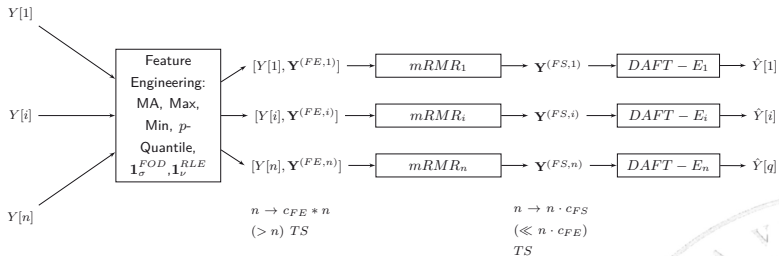 Y[1]
Y[i]
Y[n]
Feature
Engineering:
MA, Max,
Min, p-
Quantile,
1_σ^{FOD}, 1_ν^{RLE}
[Y[1], Y^{(FE,1)}]
mRMR_1
Y^{(FS,1)}
DAFT − E_1
Ŷ[1]
[Y[i], Y^{(FE,i)}]
mRMR_i
Y^{(FS,i)}
DAFT − E_i
Ŷ[i]
[Y[n], Y^{(FE,n)}]
mRMR_n
Y^{(FS,n)}
DAFT − E_n
Ŷ[q]
n → c_{FE} * n
(> n) TS
n → n · c_{FS}
(≪ n · c_{FE})
TS